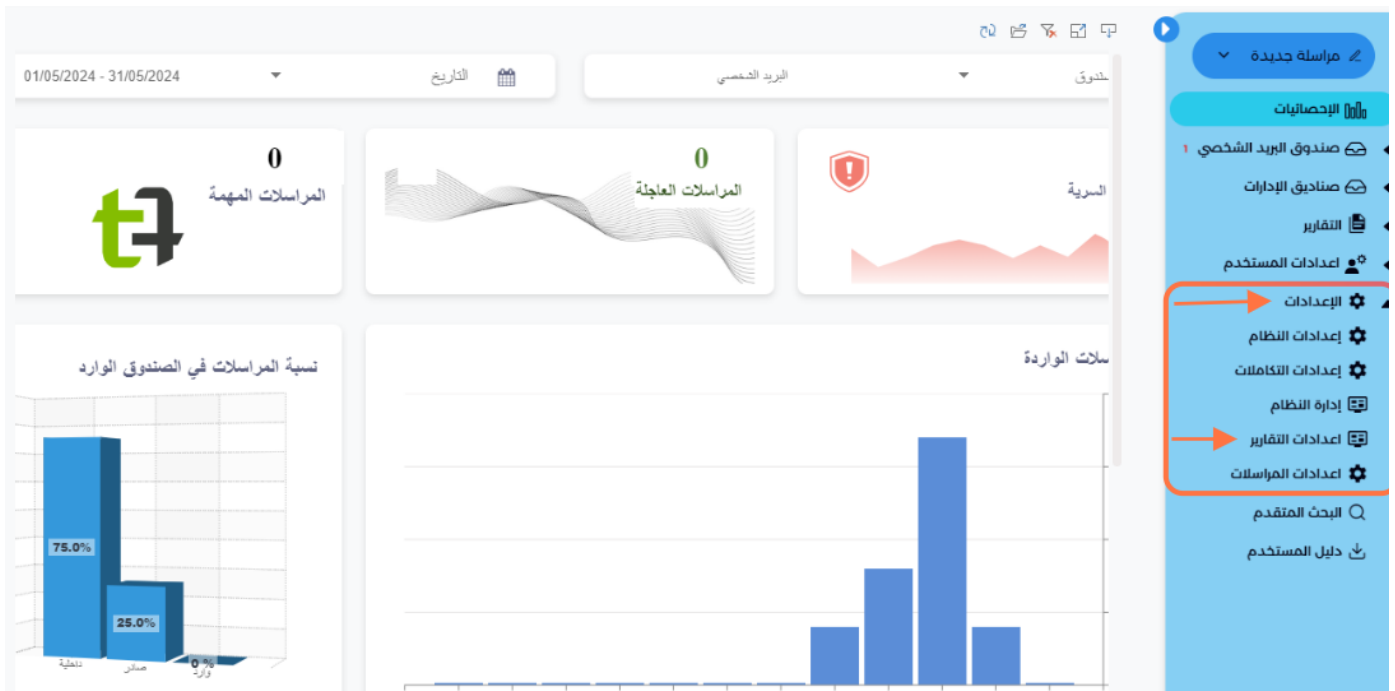 مراسلة جديدة
الإحصائيات
صندوق البريد الشخصي 1
صناديق الإدارات
التقارير
اعدادات المستخدم
الإعدادات
إعدادات النظام
إعدادات التكاملات
إدارة النظام
اعدادات التقارير
اعدادات المراسلات
البحث المتقدم
دليل المستخدم
البريد الشخصي
التاريخ
01/05/2024 - 31/05/2024
السرية
0
المراسلات العاجلة
0
المراسلات المهمة
الواردة
نسبة المراسلات في الصندوق الوارد
75.0%
25.0%
0 %
داخلية
صادر
وارد